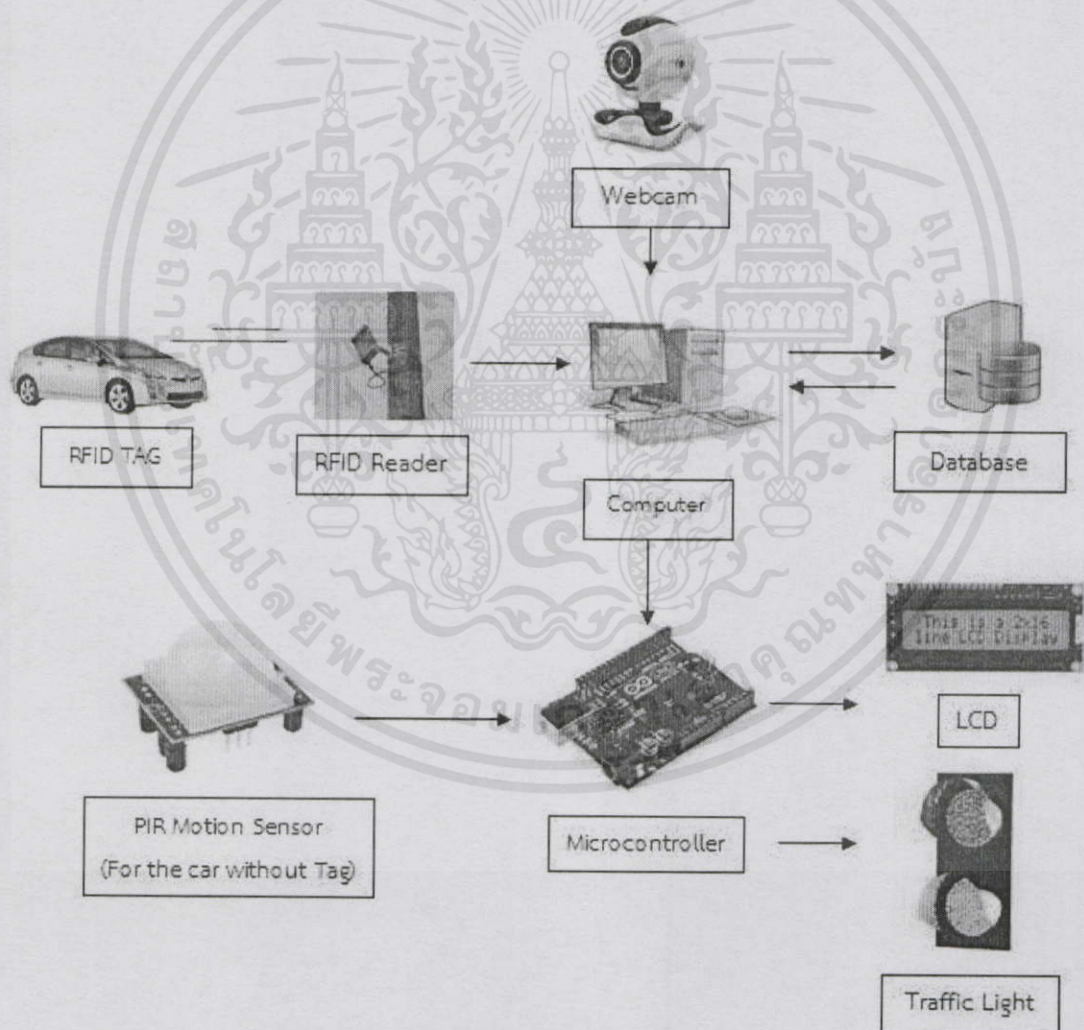 Webcam
RFID TAG
RFID Reader
Computer
Database
This is a 2x16
line LCD Display
LCD
PIR Motion Sensor
(For the car without Tag)
Microcontroller
Traffic Light